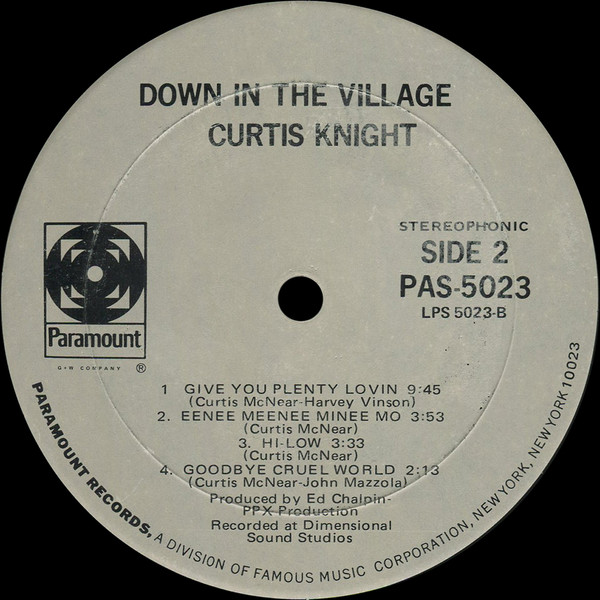 DOWN IN THE VILLAGE
CURTIS KNIGHT
STEREOPHONIC
SIDE 2
PAS-5023
LPS 5023-B
Paramount
G+W COMPANY ®
1 GIVE YOU PLENTY LOVIN 9:45
(Curtis McNear-Harvey Vinson)
2. EENEE MEENEE MINEE MO 3:53
(Curtis McNear)
3. HI-LOW 3:33
(Curtis McNear)
4. GOODBYE CRUEL WORLD 2:13
(Curtis McNear-John Mazzola)
Produced by Ed Chalpin-
PPX Production
Recorded at Dimensional
Sound Studios
PARAMOUNT RECORDS, A DIVISION OF FAMOUS MUSIC CORPORATION, NEW YORK, NEW YORK 10023